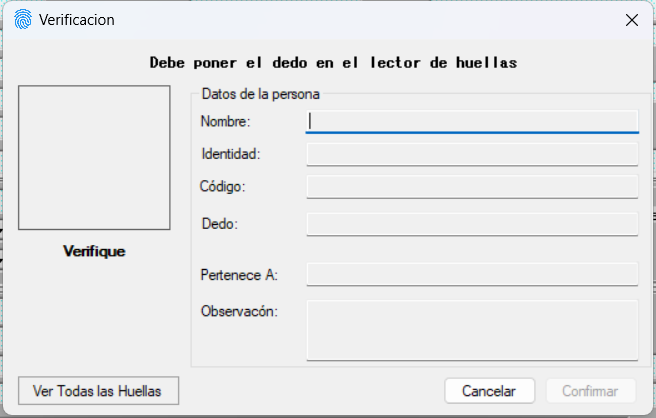 Verificacion
Debe poner el dedo en el lector de huellas
Datos de la persona
Nombre:
Identidad:
Código:
Dedo:
Verifique
Pertenece A:
Observacón:
Ver Todas las Huellas
Cancelar
Confirmar